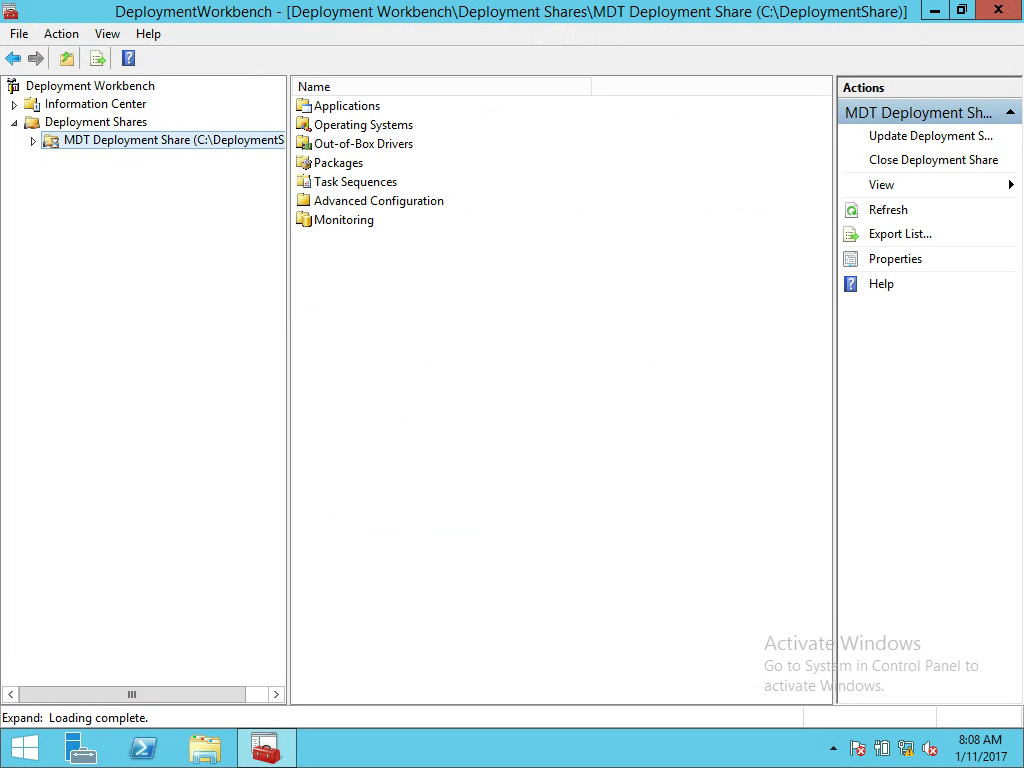 DeploymentWorkbench - [Deployment Workbench\Deployment Shares\MDT Deployment Share (C:\DeploymentShare)]
File Action View Help
Deployment Workbench
Information Center
Deployment Shares
MDT Deployment Share (C:\DeploymentS
Name
Applications
Operating Systems
Out-of-Box Drivers
Packages
Task Sequences
Advanced Configuration
Monitoring
Actions
MDT Deployment Sh...
Update Deployment S...
Close Deployment Share
View
Refresh
Export List...
Properties
Help
Activate Windows
Go to System in Control Panel to
activate Windows.
Expand: Loading complete.
8:08 AM
1/11/2017